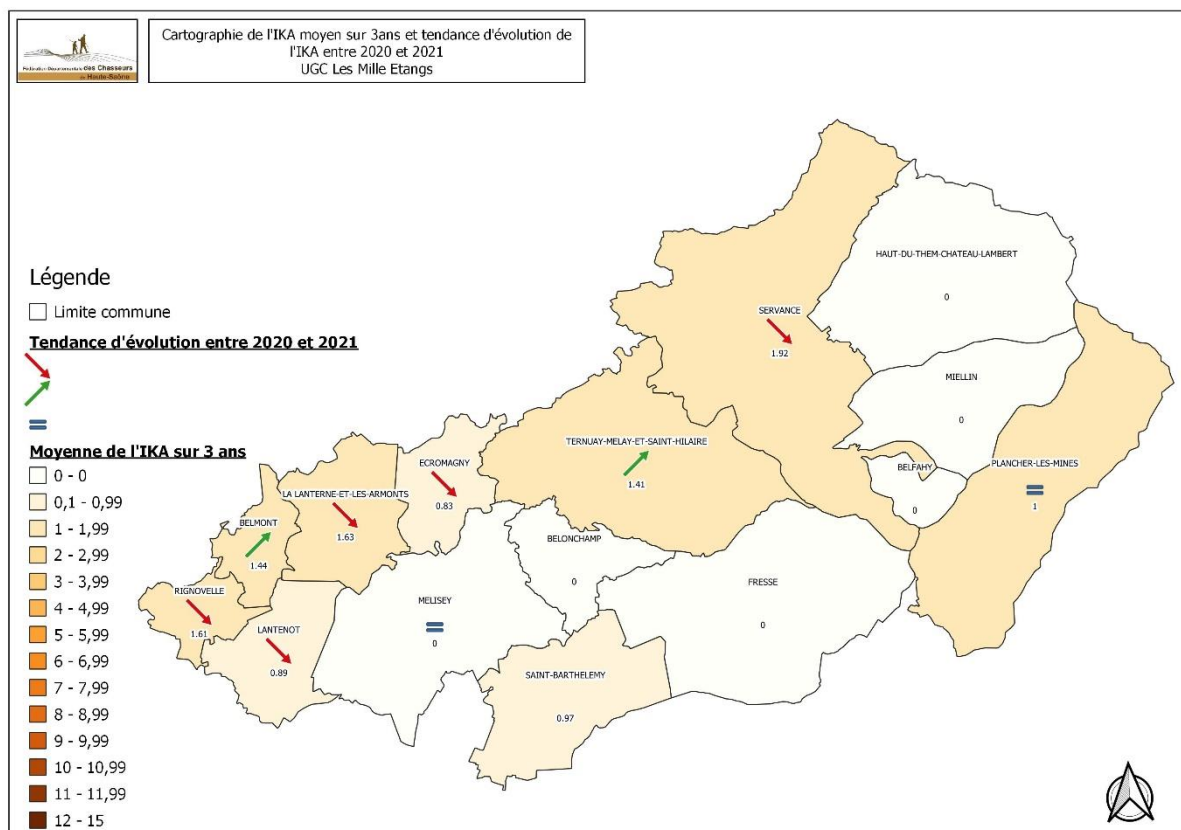 Fédération Départementale des Chasseurs
de Haute-Saône
Cartographie de l'IKA moyen sur 3ans et tendance d'évolution de
l'IKA entre 2020 et 2021
UGC Les Mille Etangs
HAUT-DU-THEM-CHATEAU-LAMBERT
0
SERVANCE
1.92
MIELLIN
0
BELFAHY
0
PLANCHER-LES-MINES
1
TERNUAY-MELAY-ET-SAINT-HILAIRE
1.41
ECROMAGNY
0.83
LA LANTERNE-ET-LES-ARMONTS
1.63
BELMONT
1.44
RIGNOVELLE
1.61
LANTENOT
0.89
MELISEY
0
BELONCHAMP
0
FRESSE
0
SAINT-BARTHELEMY
0.97
Légende
Limite commune
Tendance d'évolution entre 2020 et 2021
Moyenne de l'IKA sur 3 ans
0 - 0
0,1 - 0,99
1 - 1,99
2 - 2,99
3 - 3,99
4 - 4,99
5 - 5,99
6 - 6,99
7 - 7,99
8 - 8,99
9 - 9,99
10 - 10,99
11 - 11,99
12 - 15